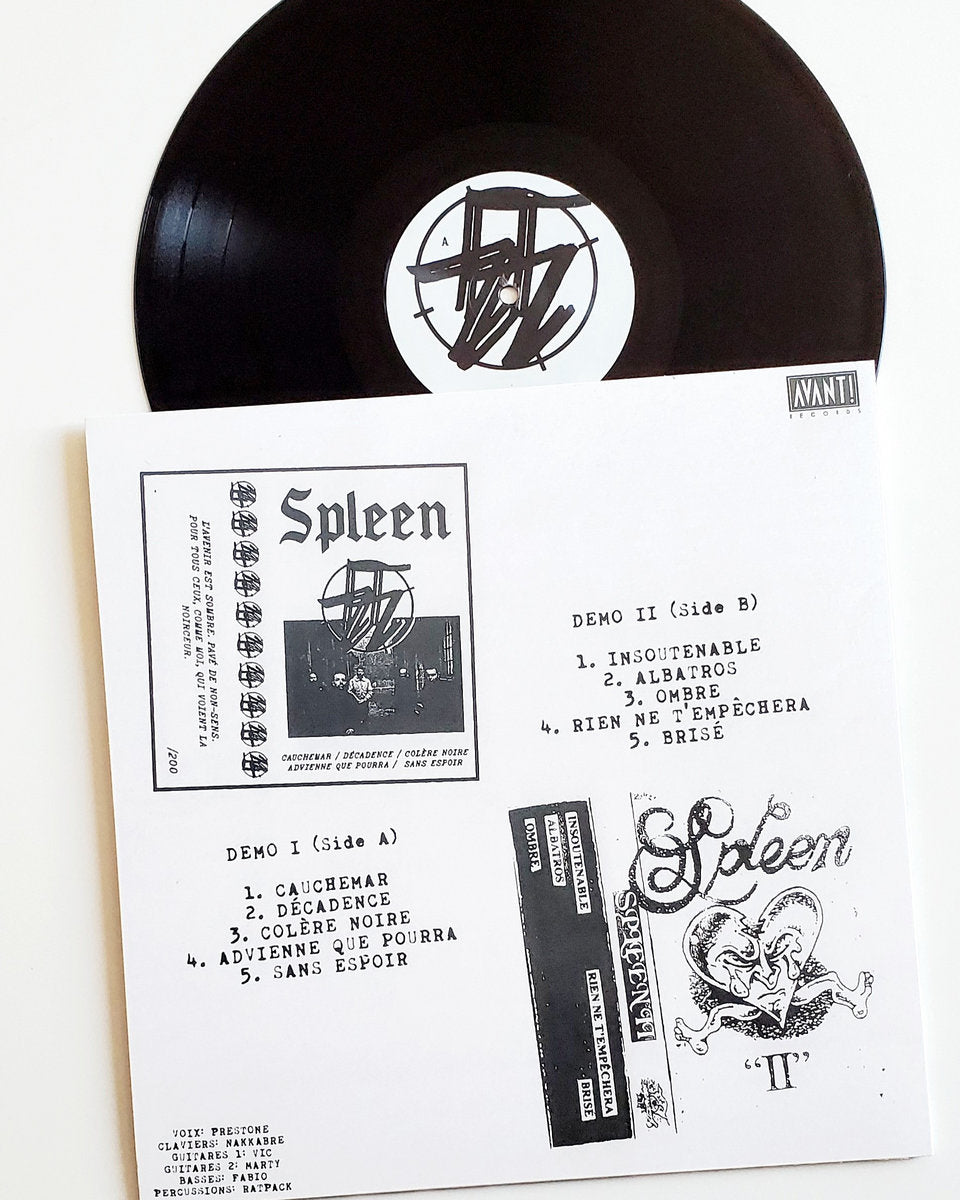 A
AVANT!
RECORDS
Spleen
L'AVENIR EST SOMBRE. PAVÉ DE NON-SENS.
POUR TOUS CEUX, COMME MOI, QUI VOIENT LA
NOIRCEUR.
/200
CAUCHEMAR / DÉCADENCE / COLÈRE NOIRE
ADVIENNE QUE POURRA / SANS ESPOIR
DEMO II (Side B)
1. INSOUTENABLE
2. ALBATROS
3. OMBRE
4. RIEN NE T'EMPÊCHERA
5. BRISÉ
DEMO I (Side A)
1. CAUCHEMAR
2. DÉCADENCE
3. COLÈRE NOIRE
4. ADVIENNE QUE POURRA
5. SANS ESPOIR
INSOUTENABLE
ALBATROS
OMBRE
RIEN NE T'EMPÊCHERA
BRISÉ
SPLEEN II
Spleen
“II”
VOIX: PRESTONE
CLAVIERS: NAKKABRE
GUITARES 1: VIC
GUITARES 2: MARTY
BASSES: FABIO
PERCUSSIONS: RATPACK